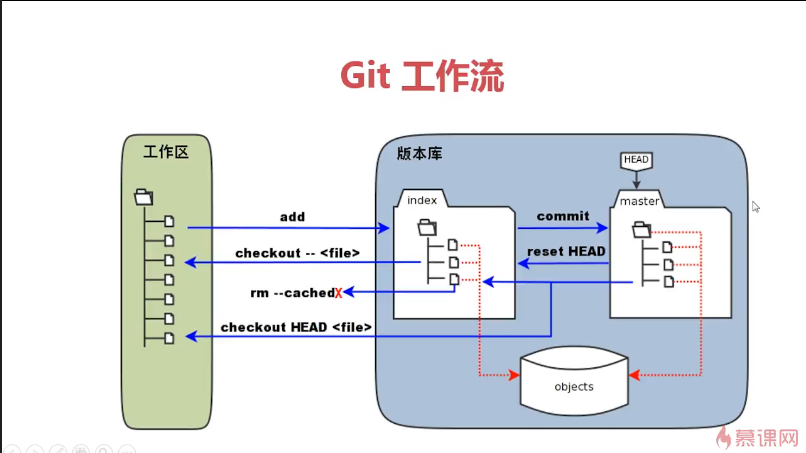 Git 工作流
工作区
版本库
HEAD
index
master
add
commit
checkout -- <file>
reset HEAD
rm --cached
X
checkout HEAD <file>
objects
慕课网